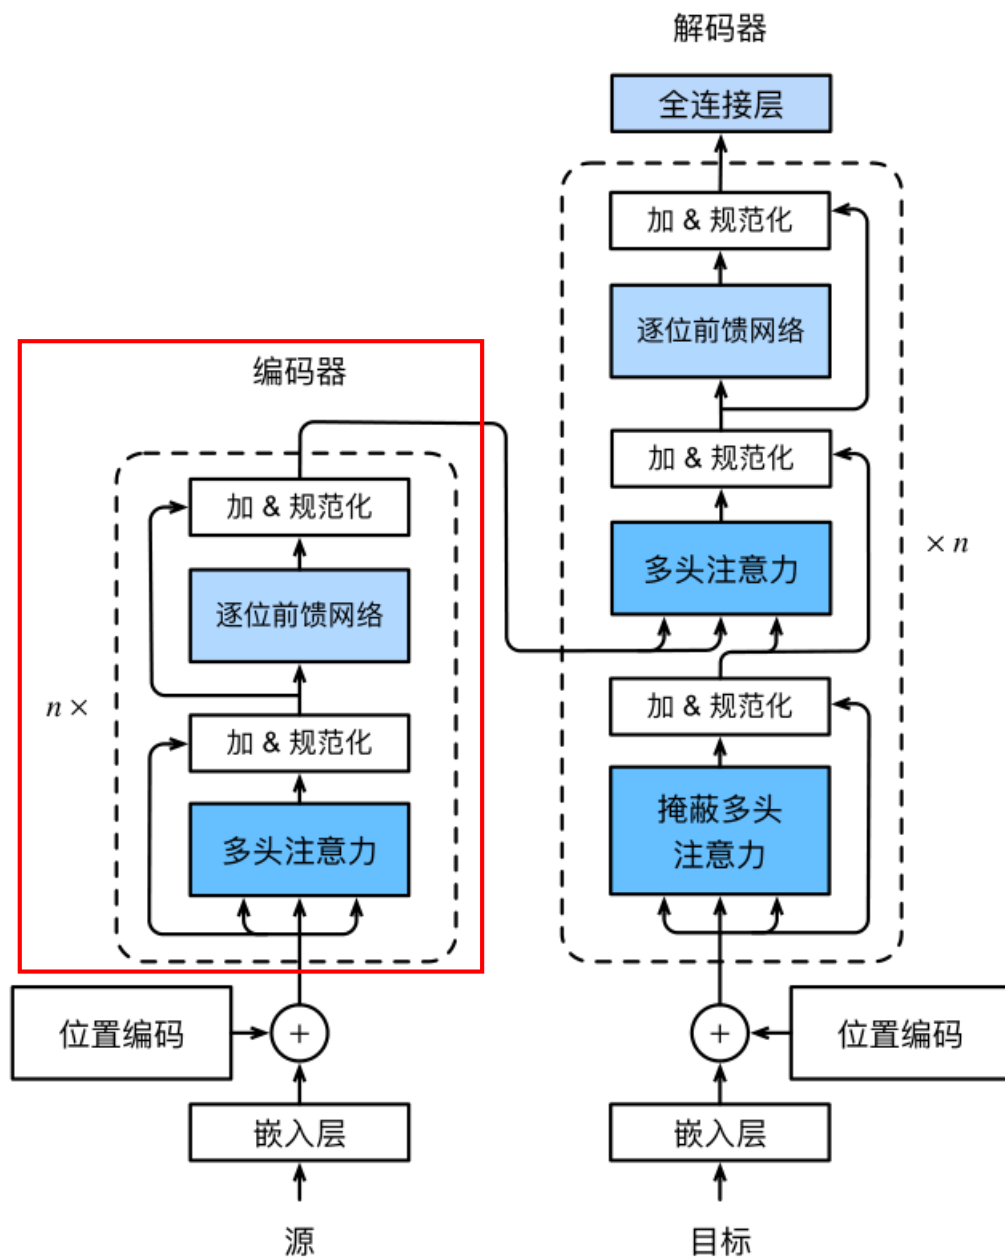 解码器
全连接层
加 & 规范化
逐位前馈网络
加 & 规范化
多头注意力
加 & 规范化
掩蔽多头
注意力
× n
位置编码
嵌入层
目标
编码器
加 & 规范化
逐位前馈网络
加 & 规范化
多头注意力
n ×
+
位置编码
嵌入层
源
+